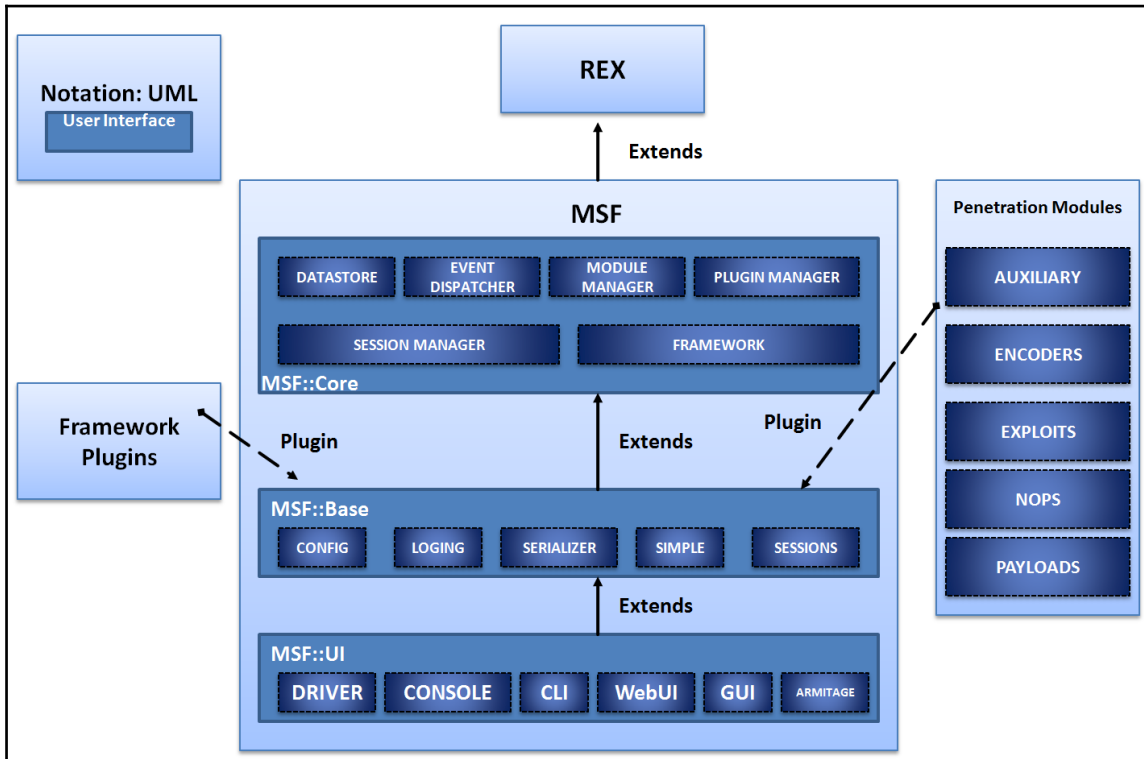 Notation: UML
User Interface
REX
Extends
MSF
DATASTORE
EVENT
DISPATCHER
MODULE
MANAGER
PLUGIN MANAGER
SESSION MANAGER
FRAMEWORK
MSF::Core
Penetration Modules
AUXILIARY
ENCODERS
EXPLOITS
NOPS
PAYLOADS
Framework
Plugins
Plugin
Extends
Plugin
MSF::Base
CONFIG
LOGING
SERIALIZER
SIMPLE
SESSIONS
Extends
MSF::UI
DRIVER
CONSOLE
CLI
WebUI
GUI
ARMITAGE